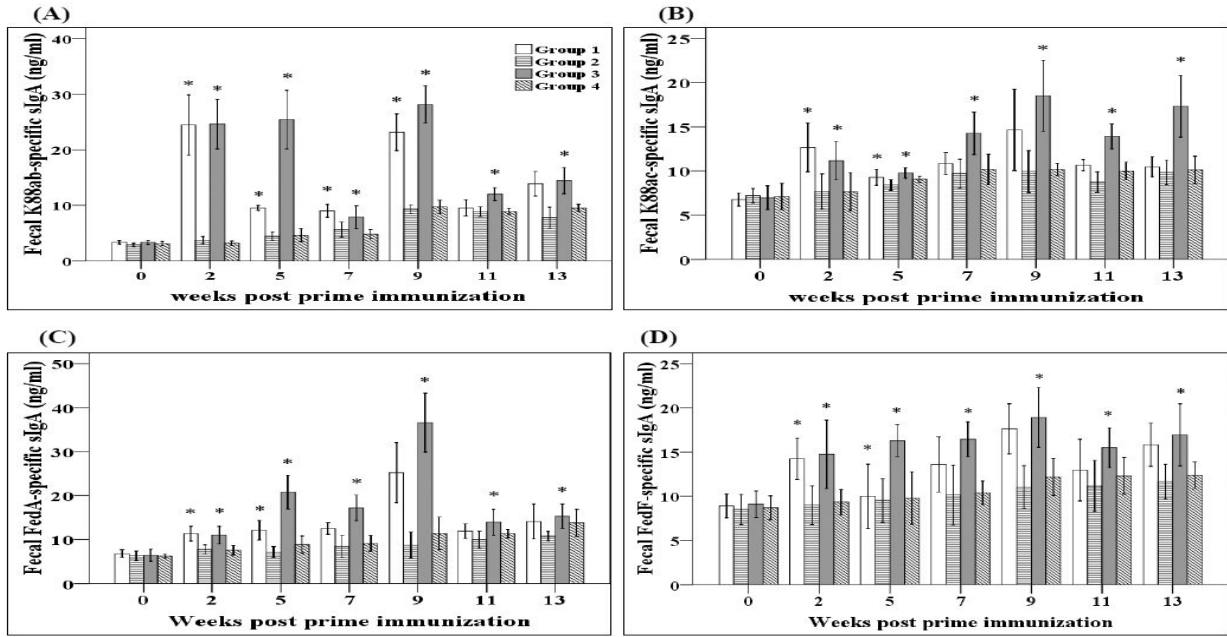 (A)
Fecal K88ab-specific sIgA (ng/ml)
40
30
20
10
0
* * * * * * * * * *
Group 1
Group 2
Group 3
Group 4
0 2 5 7 9 11 13
weeks post prime immunization
(B)
Fecal K88ac-specific sIgA (ng/ml)
25
20
15
10
5
0
* * * * * * * *
0 2 5 7 9 11 13
weeks post prime immunization
(C)
Fecal FedA-specific sIgA (ng/ml)
50
40
30
20
10
0
* * * * * * * *
0 2 5 7 9 11 13
Weeks post prime immunization
(D)
Fecal FedF-specific sIgA (ng/ml)
25
20
15
10
5
0
* * * * * * * *
0 2 5 7 9 11 13
Weeks post prime immunization